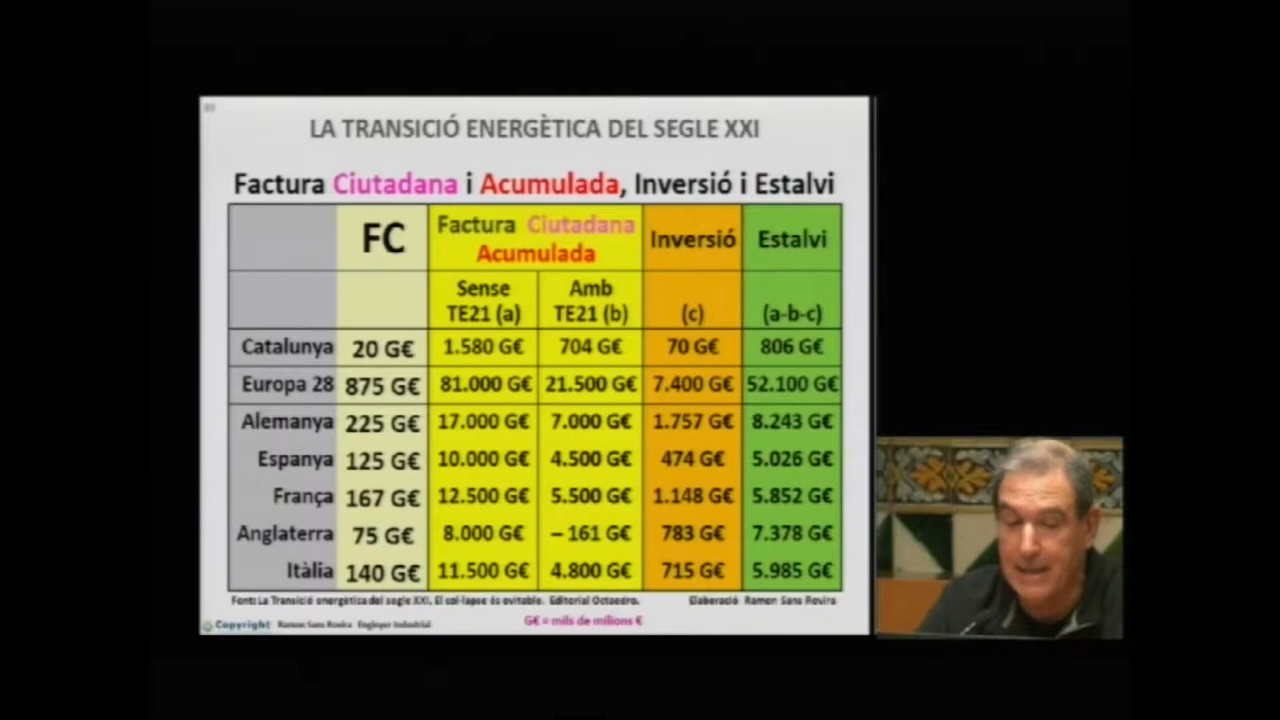 LA TRANSICIÓ ENERGÈTICA DEL SEGLE XXI
Factura Ciutadana i Acumulada, Inversió i Estalvi
FC Factura Ciutadana Acumulada Inversió Estalvi
Sense TE21 (a) Amb TE21 (b) (c) (a-b-c)
Catalunya 20 G€ 1.580 G€ 704 G€ 70 G€ 806 G€
Europa 28 875 G€ 81.000 G€ 21.500 G€ 7.400 G€ 52.100 G€
Alemanya 225 G€ 17.000 G€ 7.000 G€ 1.757 G€ 8.243 G€
Espanya 125 G€ 10.000 G€ 4.500 G€ 474 G€ 5.026 G€
França 167 G€ 12.500 G€ 5.500 G€ 1.148 G€ 5.852 G€
Anglaterra 75 G€ 8.000 G€ – 161 G€ 783 G€ 7.378 G€
Itàlia 140 G€ 11.500 G€ 4.800 G€ 715 G€ 5.985 G€
Font: La Transició energètica del segle XXI, El col·lapse és evitable. Editorial Octaedro. Elaboració Ramon Sans Rovira
Copyright Ramon Sans Rovira Enginyer Industrial G€ = mils de milions €